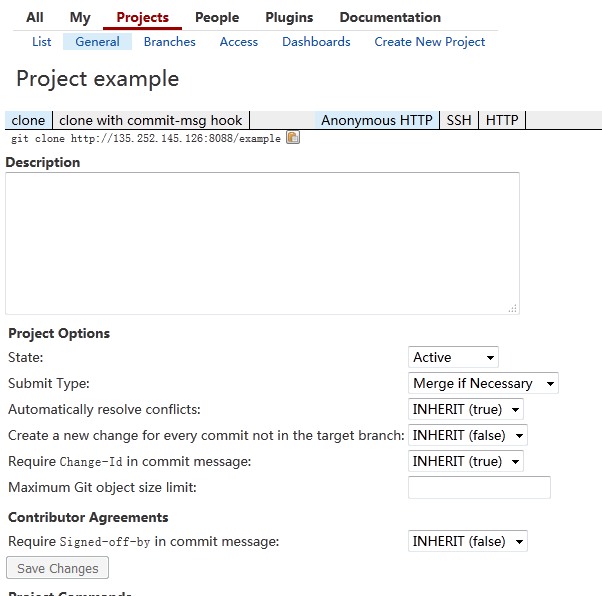 All My Projects People Plugins Documentation
List General Branches Access Dashboards Create New Project
Project example
clone clone with commit-msg hook Anonymous HTTP SSH HTTP
git clone http://135.252.145.126:8088/example
Description
Project Options
State: Active
Submit Type: Merge if Necessary
Automatically resolve conflicts: INHERIT (true)
Create a new change for every commit not in the target branch: INHERIT (false)
Require Change-Id in commit message: INHERIT (true)
Maximum Git object size limit:
Contributor Agreements
Require Signed-off-by in commit message: INHERIT (false)
Save Changes
Project Commands